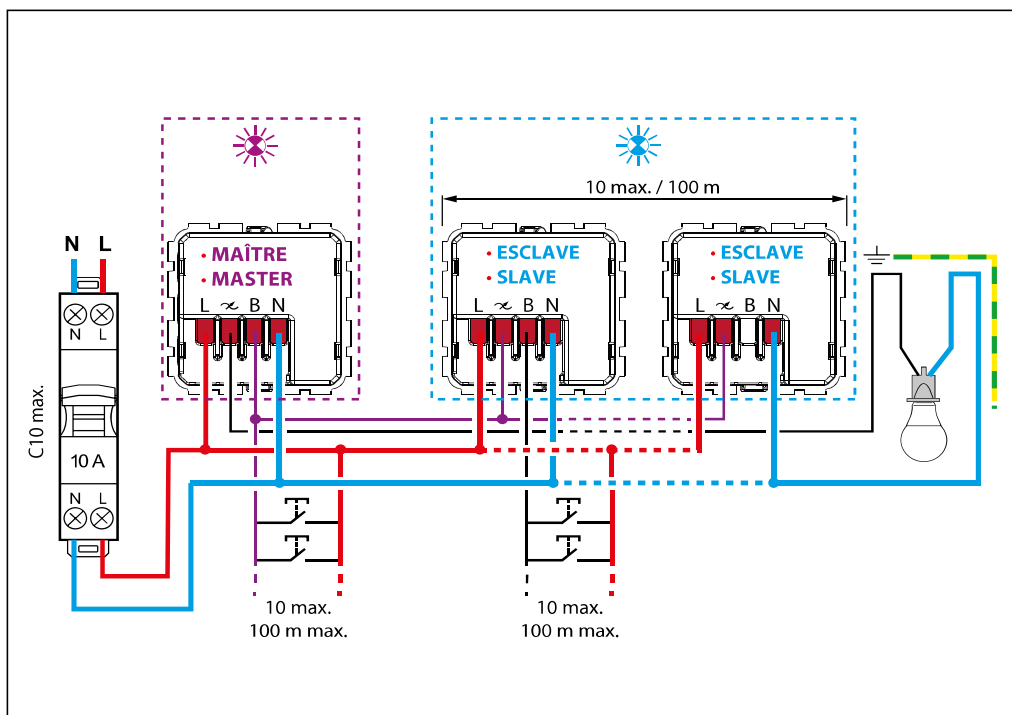 10 max. / 100 m
N L
• MAÎTRE
• MASTER
• ESCLAVE
• SLAVE
• ESCLAVE
• SLAVE
L B N
L B N
L B N
N L
C10 max.
10 A
N L
10 max.
100 m max.
10 max.
100 m max.